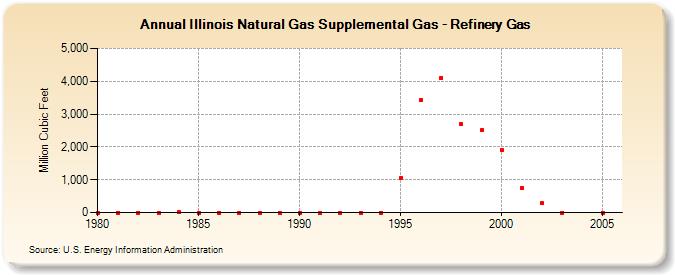 Annual Illinois Natural Gas Supplemental Gas - Refinery Gas
Million Cubic Feet
5,000
4,000
3,000
2,000
1,000
0
1980 1985 1990 1995 2000 2005
Source: U.S. Energy Information Administration